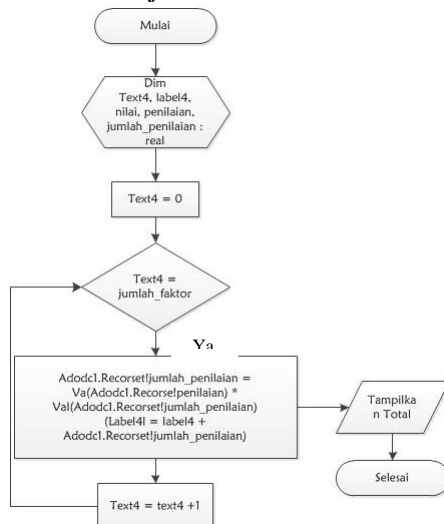 Mulai
Dim
Text4, label4,
nilai, penilaian,
jumlah_penilaian :
real
Text4 = 0
Text4 =
jumlah_faktor
Ya
Adodc1.Recorset!jumlah_penilaian =
Va(Adodc1.Recorse!penilaian) *
Val(Adodc1.Recorset!jumlah_penilaian)
(Label4l = label4 +
Adodc1.Recorset!jumlah_penilaian)
Tampilka
n Total
Text4 = text4 +1
Selesai